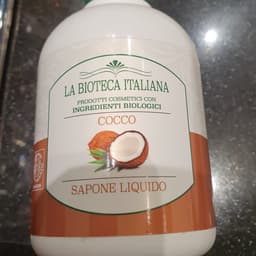 LA BIOTECA ITALIANA
PRODOTTI COSMETICI CON
INGREDIENTI BIOLOGICI
COCCO
SAPONE LIQUIDO